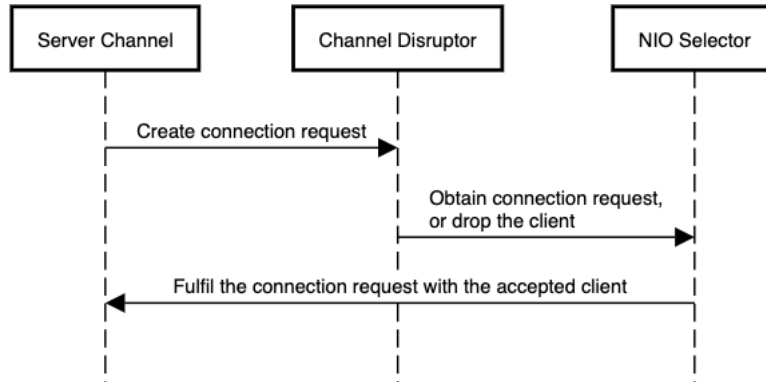 Server Channel
Channel Disruptor
NIO Selector
Create connection request
Obtain connection request,
or drop the client
Fulfil the connection request with the accepted client